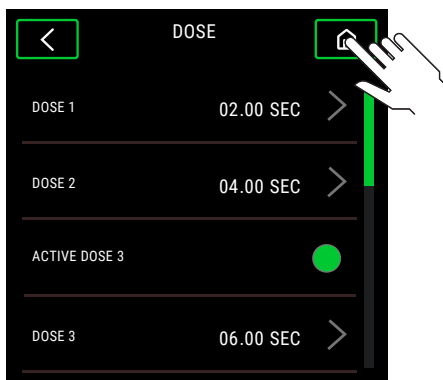 DOSE
DOSE 1 02.00 SEC
DOSE 2 04.00 SEC
ACTIVE DOSE 3
DOSE 3 06.00 SEC